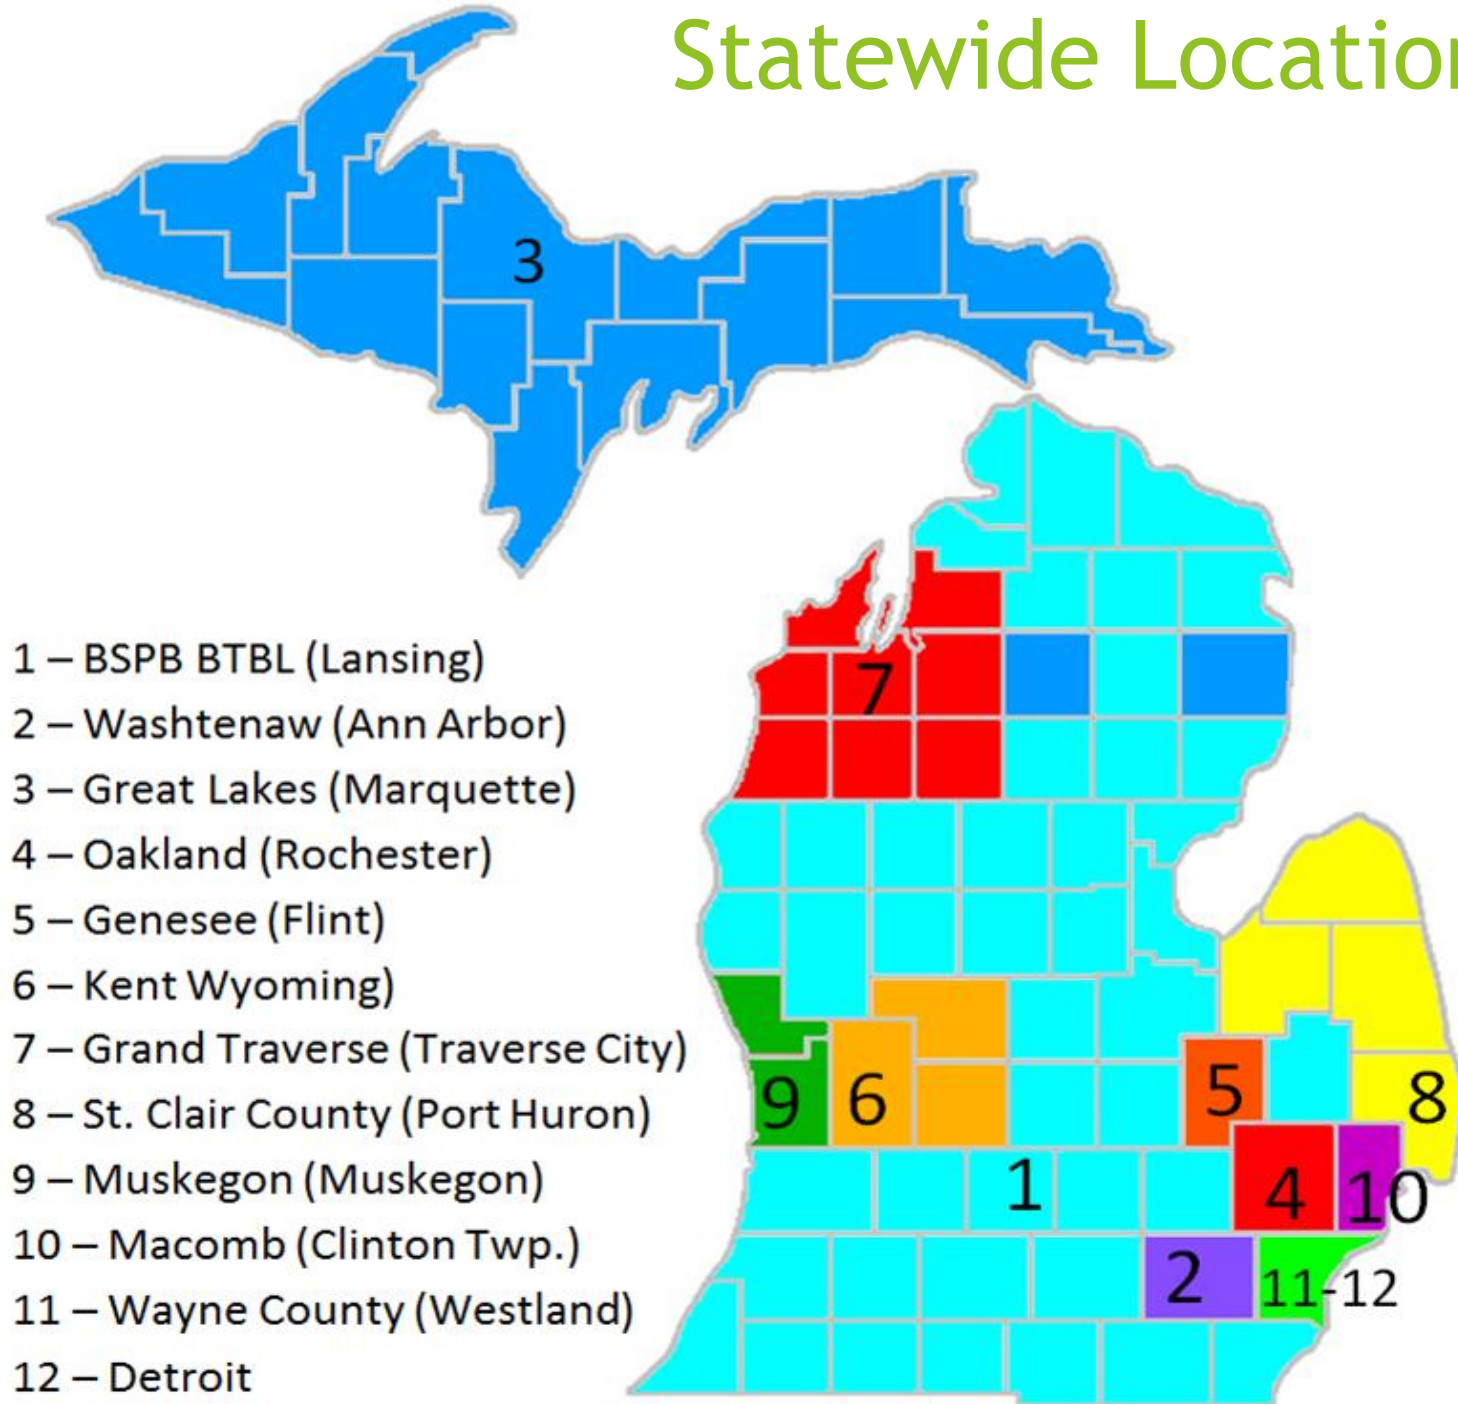 Statewide Location
3
7
1 – BSPB BTBL (Lansing)
2 – Washtenaw (Ann Arbor)
3 – Great Lakes (Marquette)
4 – Oakland (Rochester)
5 – Genesee (Flint)
6 – Kent Wyoming)
7 – Grand Traverse (Traverse City)
8 – St. Clair County (Port Huron)
9 – Muskegon (Muskegon)
10 – Macomb (Clinton Twp.)
11 – Wayne County (Westland)
12 – Detroit
9 6 5 8
1 4 10
2 11-12